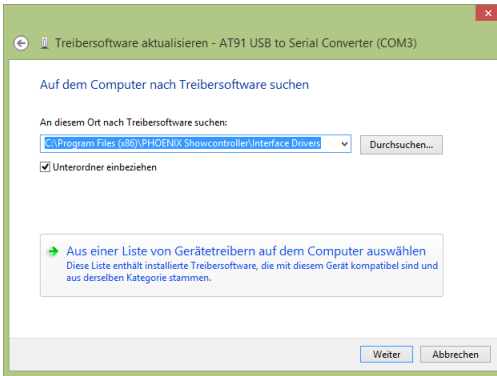 Treibersoftware aktualisieren - AT91 USB to Serial Converter (COM3)
Auf dem Computer nach Treibersoftware suchen
An diesem Ort nach Treibersoftware suchen:
C:\Program Files (x86)\PHOENIX Showcontroller\Interface Drivers
Durchsuchen...
Unterordner einbeziehen
Aus einer Liste von Gerätetreibern auf dem Computer auswählen
Diese Liste enthält installierte Treibersoftware, die mit diesem Gerät kompatibel sind und
aus derselben Kategorie stammen.
Weiter
Abbrechen